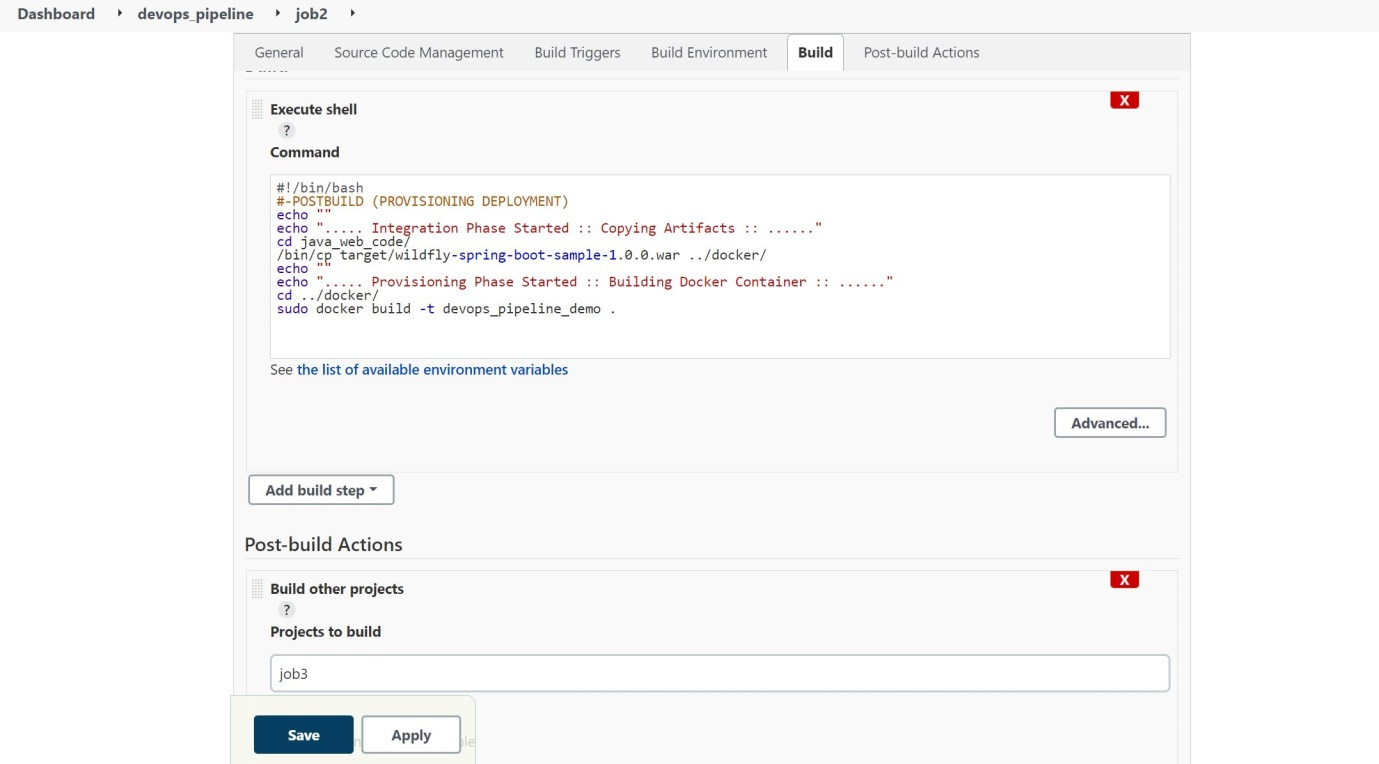 Dashboard devops_pipeline job2
General Source Code Management Build Triggers Build Environment Build Post-build Actions
X
Execute shell
?
Command
#!/bin/bash
#-POSTBUILD (PROVISIONING DEPLOYMENT)
echo ""
echo "..... Integration Phase Started :: Copying Artifacts :: ......"
cd java_web_code/
/bin/cp target/wildfly-spring-boot-sample-1.0.0.war ../docker/
echo ""
echo "..... Provisioning Phase Started :: Building Docker Container :: ......"
cd ../docker/
sudo docker build -t devops_pipeline_demo .
See the list of available environment variables
Advanced...
Add build step
Post-build Actions
X
Build other projects
?
Projects to build
job3
Save Apply